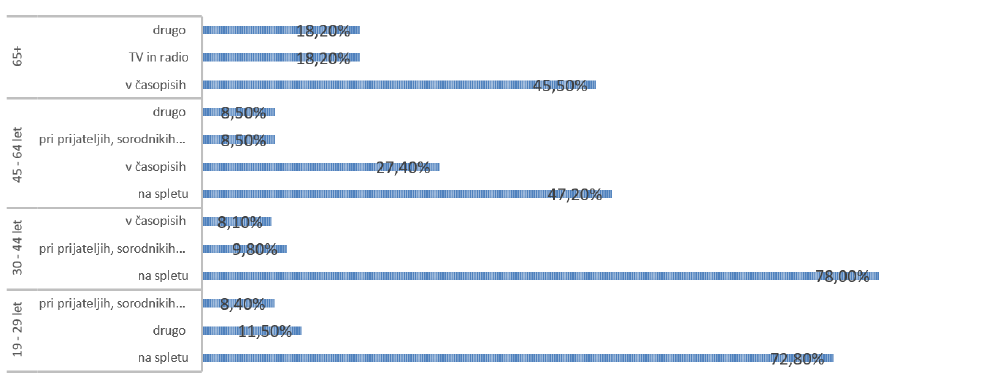 65+
drugo 18,20%
TV in radio 18,20%
v časopisih 45,50%
45 - 64 let
drugo 8,50%
pri prijateljih, sorodnikih... 8,50%
v časopisih 27,40%
na spletu 47,20%
30 - 44 let
v časopisih 8,10%
pri prijateljih, sorodnikih... 9,80%
na spletu 78,00%
19 - 29 let
pri prijateljih, sorodnikih... 8,40%
drugo 11,50%
na spletu 72,80%